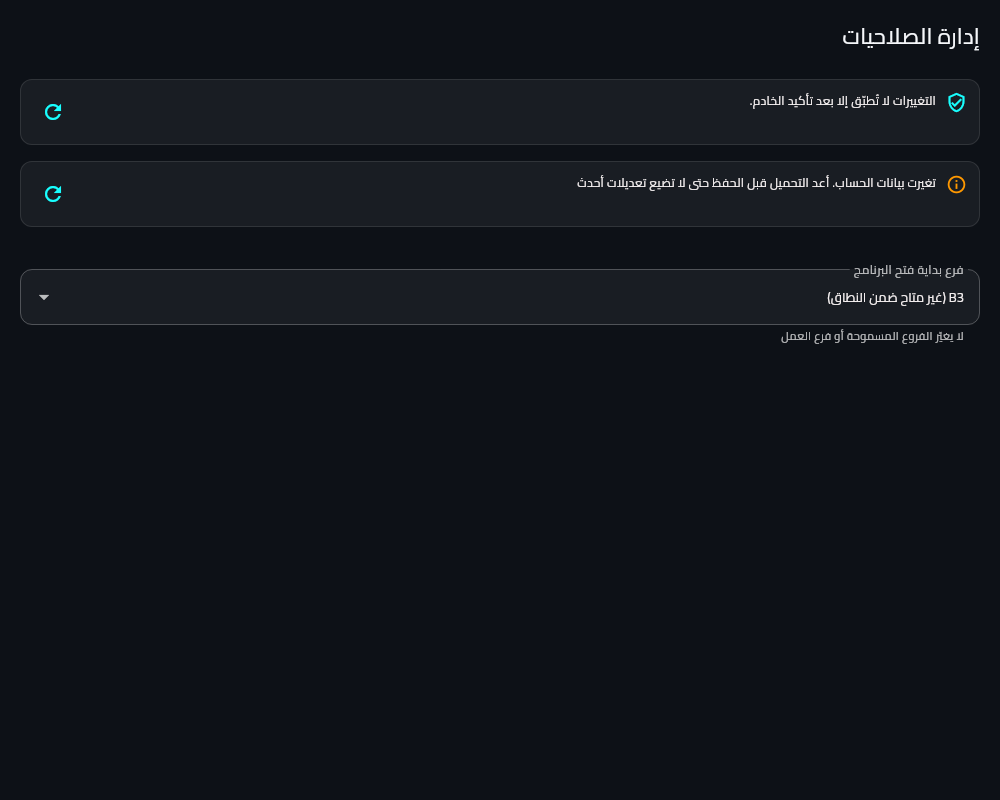 إدارة الصلاحيات
التغييرات لا تُطبّق إلا بعد تأكيد الخادم.
تغيرت بيانات الحساب. أعد التحميل قبل الحفظ حتى لا تضيع تعديلات أحدث
فرع بداية فتح البرنامج
B3 (غير متاح ضمن النطاق)
لا يغيّر الفروع المسموحة أو فرع العمل